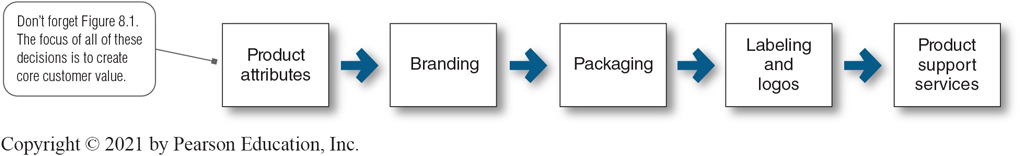 Don't forget Figure 8.1.
The focus of all of these
decisions is to create
core customer value.
Product
attributes
Branding
Packaging
Labeling
and
logos
Product
support
services
Copyright © 2021 by Pearson Education, Inc.